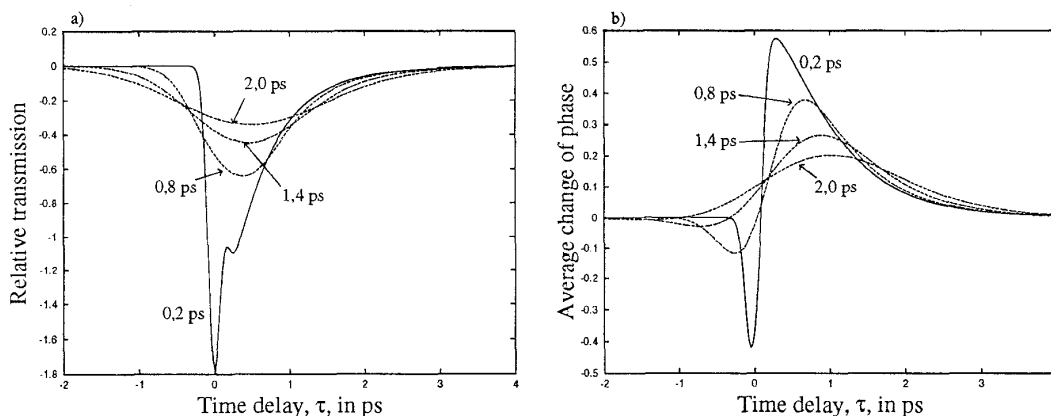 a)
0.2
0
-0.2
-0.4
-0.6
-0.8
-1
-1.2
-1.4
-1.6
-1.8
-2
-1
0
1
2
3
4
Relative transmission
Time delay, τ, in ps
2,0 ps
0,8 ps
1,4 ps
0,2 ps
b)
0.6
0.5
0.4
0.3
0.2
0.1
0
-0.1
-0.2
-0.3
-0.4
-0.5
-2
-1
0
1
2
3
Average change of phase
Time delay, τ, in ps
0,2 ps
0,8 ps
1,4 ps
2,0 ps